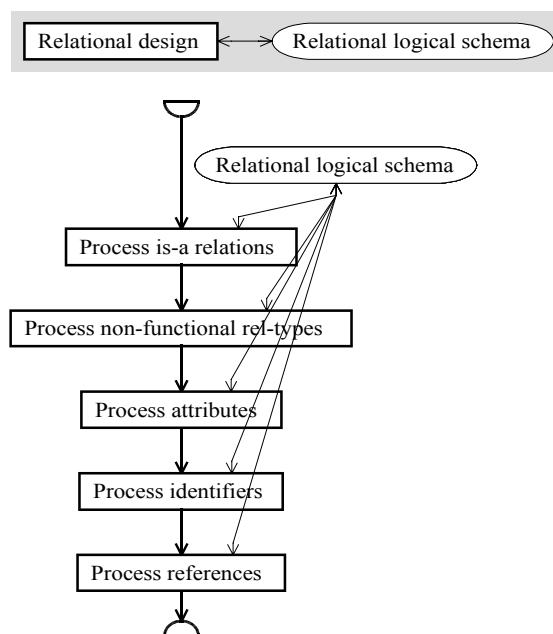 Relational design
Relational logical schema
Relational logical schema
Process is-a relations
Process non-functional rel-types
Process attributes
Process identifiers
Process references